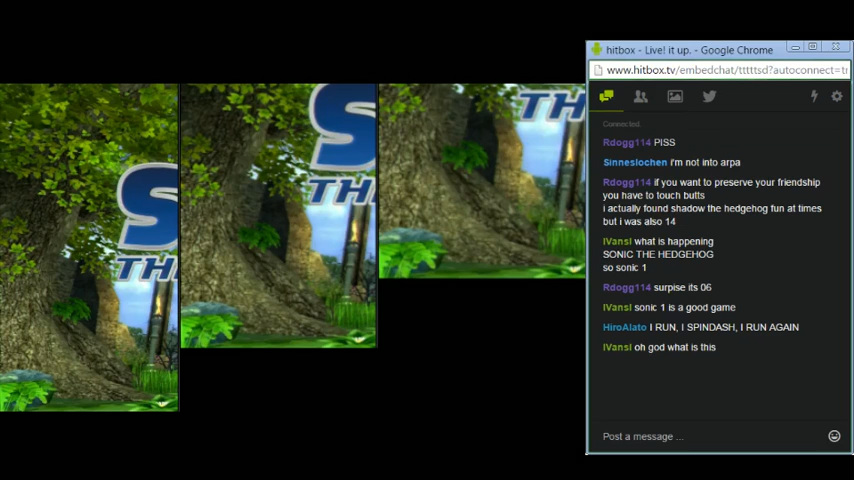 S
TH
S
TH
TH
hitbox - Live! it up. - Google Chrome
www.hitbox.tv/embedchat/tttttsd?autoconnect=tr
Connected.
Rdogg114 PISS
Sinneslochen i'm not into arpa
Rdogg114 if you want to preserve your friendship
you have to touch butts
i actually found shadow the hedgehog fun at times
but i was also 14
IVansI what is happening
SONIC THE HEDGEHOG
so sonic 1
Rdogg114 surpise its 06
IVansI sonic 1 is a good game
HiroAlato I RUN, I SPINDASH, I RUN AGAIN
IVansI oh god what is this
Post a message ...